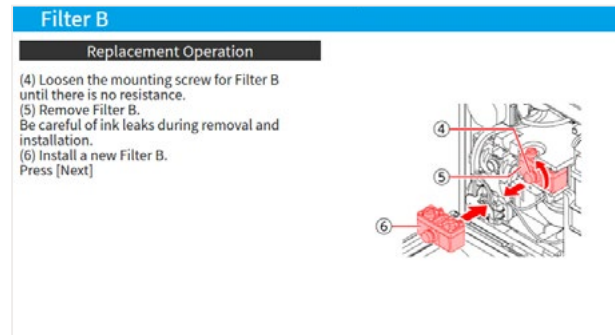 Filter B
Replacement Operation
(4) Loosen the mounting screw for Filter B
until there is no resistance.
(5) Remove Filter B.
Be careful of ink leaks during removal and
installation.
(6) Install a new Filter B.
Press [Next]
④
⑤
⑥